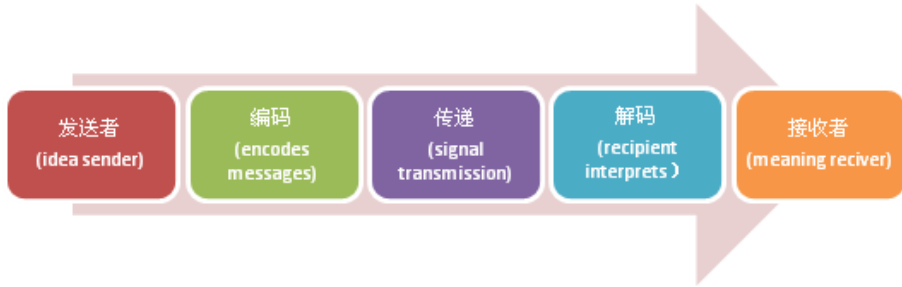 发送者
(idea sender)
编码
(encodes
messages)
传递
(signal
transmission)
解码
(recipient
interprets）
接收者
(meaning reciver)